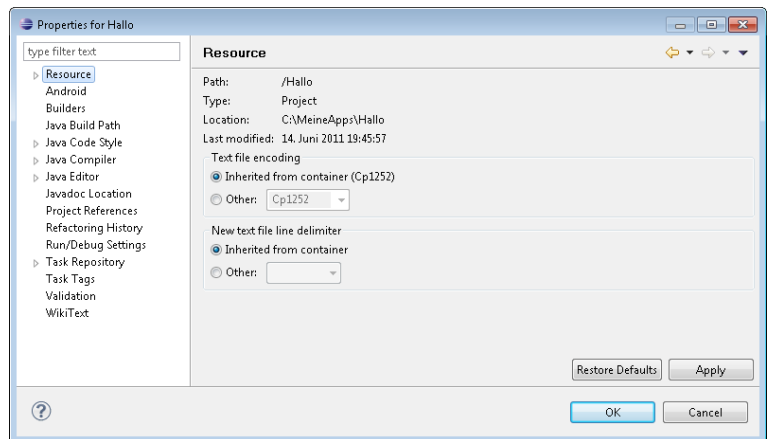 Properties for Hallo
type filter text
Resource
Android
Builders
Java Build Path
Java Code Style
Java Compiler
Java Editor
Javadoc Location
Project References
Refactoring History
Run/Debug Settings
Task Repository
Task Tags
Validation
WikiText
Resource
Path: /Hallo
Type: Project
Location: C:\MeineApps\Hallo
Last modified: 14. Juni 2011 19:45:57
Text file encoding
Inherited from container (Cp1252)
Other: Cp1252
New text file line delimiter
Inherited from container
Other:
Restore Defaults Apply
? OK Cancel